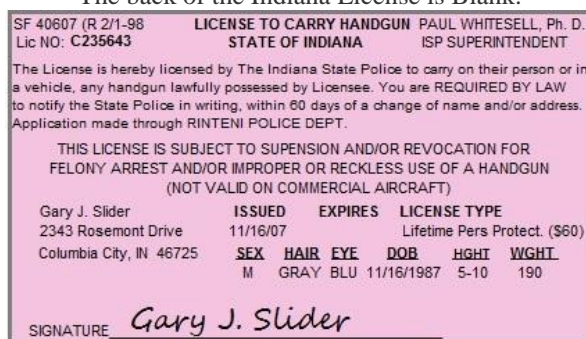 The back of the Indiana License is Blank.
SF 40607 (R 2/1-98 LICENSE TO CARRY HANDGUN PAUL WHITESELL, Ph. D.
Lic NO: C235643 STATE OF INDIANA ISP SUPERINTENDENT
The License is hereby licensed by The Indiana State Police to carry on their person or in
a vehicle, any handgun lawfully possessed by Licensee. You are REQUIRED BY LAW
to notify the State Police in writing, within 60 days of a change of name and/or address.
Application made through RINTENI POLICE DEPT.
THIS LICENSE IS SUBJECT TO SUPENSION AND/OR REVOCATION FOR
FELONY ARREST AND/OR IMPROPER OR RECKLESS USE OF A HANDGUN
(NOT VALID ON COMMERCIAL AIRCRAFT)
Gary J. Slider ISSUED EXPIRES LICENSE TYPE
2343 Rosemont Drive 11/16/07 Lifetime Pers Protect. ($60)
Columbia City, IN 46725 SEX HAIR EYE DOB HGHT WGHT
M GRAY BLU 11/16/1987 5-10 190
SIGNATURE Gary J. Slider